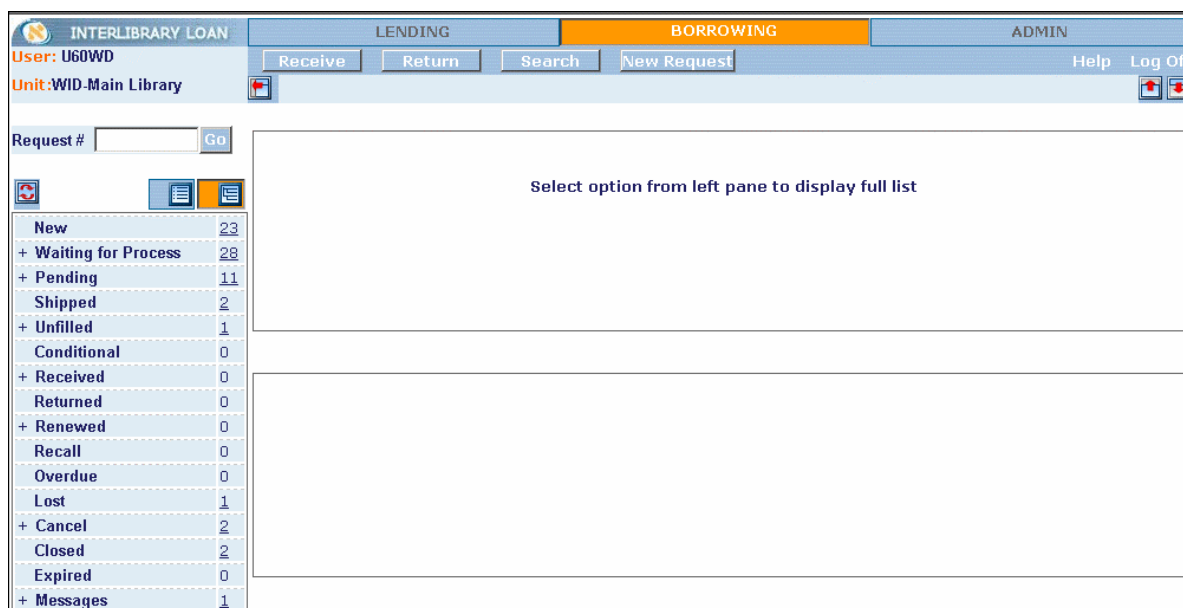 INTERLIBRARY LOAN LENDING BORROWING ADMIN
User: U60WD
Receive Return Search New Request Help Log Of
Unit:WID-Main Library
Request # Go
Select option from left pane to display full list
New 23
+ Waiting for Process 28
+ Pending 11
Shipped 2
+ Unfilled 1
Conditional 0
+ Received 0
Returned 0
+ Renewed 0
Recall 0
Overdue 0
Lost 1
+ Cancel 2
Closed 2
Expired 0
+ Messages 1